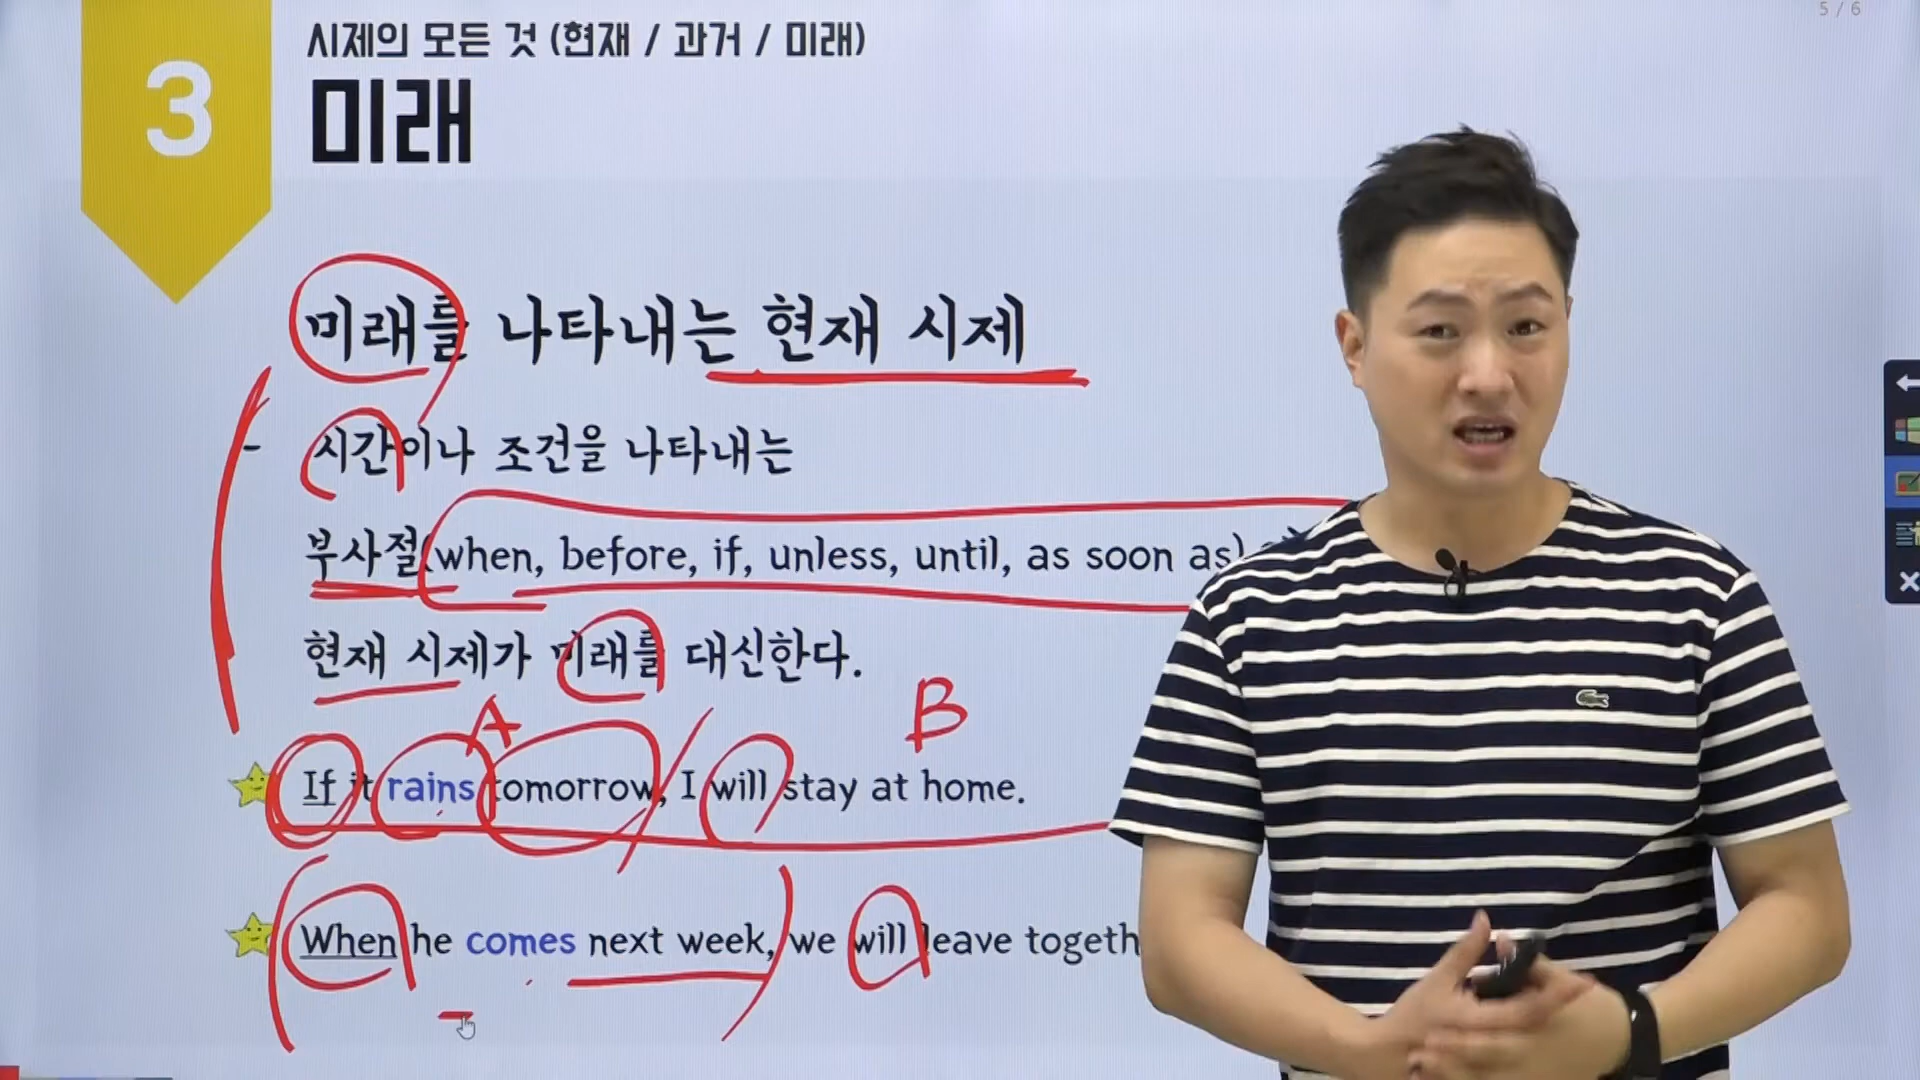 5 / 6
3
시제의 모든 것 (현재 / 과거 / 미래)
미래
미래를 나타내는 현재 시제
- 시간이나 조건을 나타내는
부사절(when, before, if, unless, until, as soon as)
현재 시제가 미래를 대신한다.
A
B
If it rains tomorrow, I will stay at home.
When he comes next week, we will leave togeth